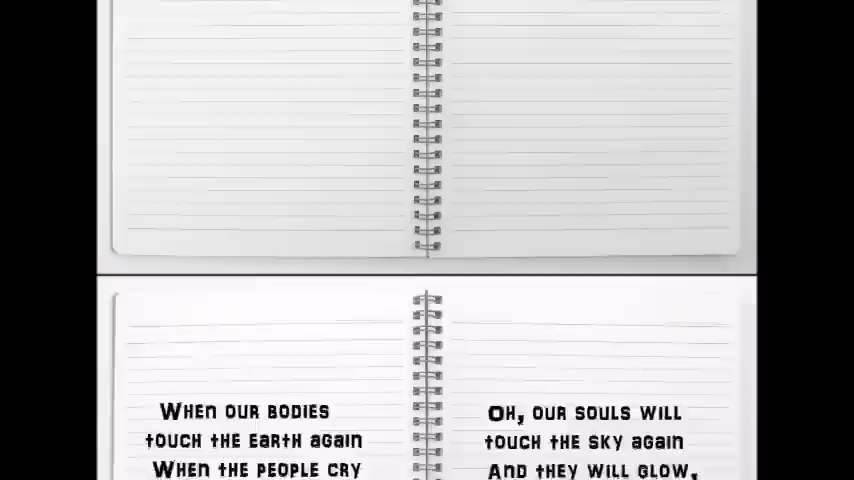 When our bodies
touch the earth again
When the people cry
Oh, our souls will
touch the sky again
And they will glow,